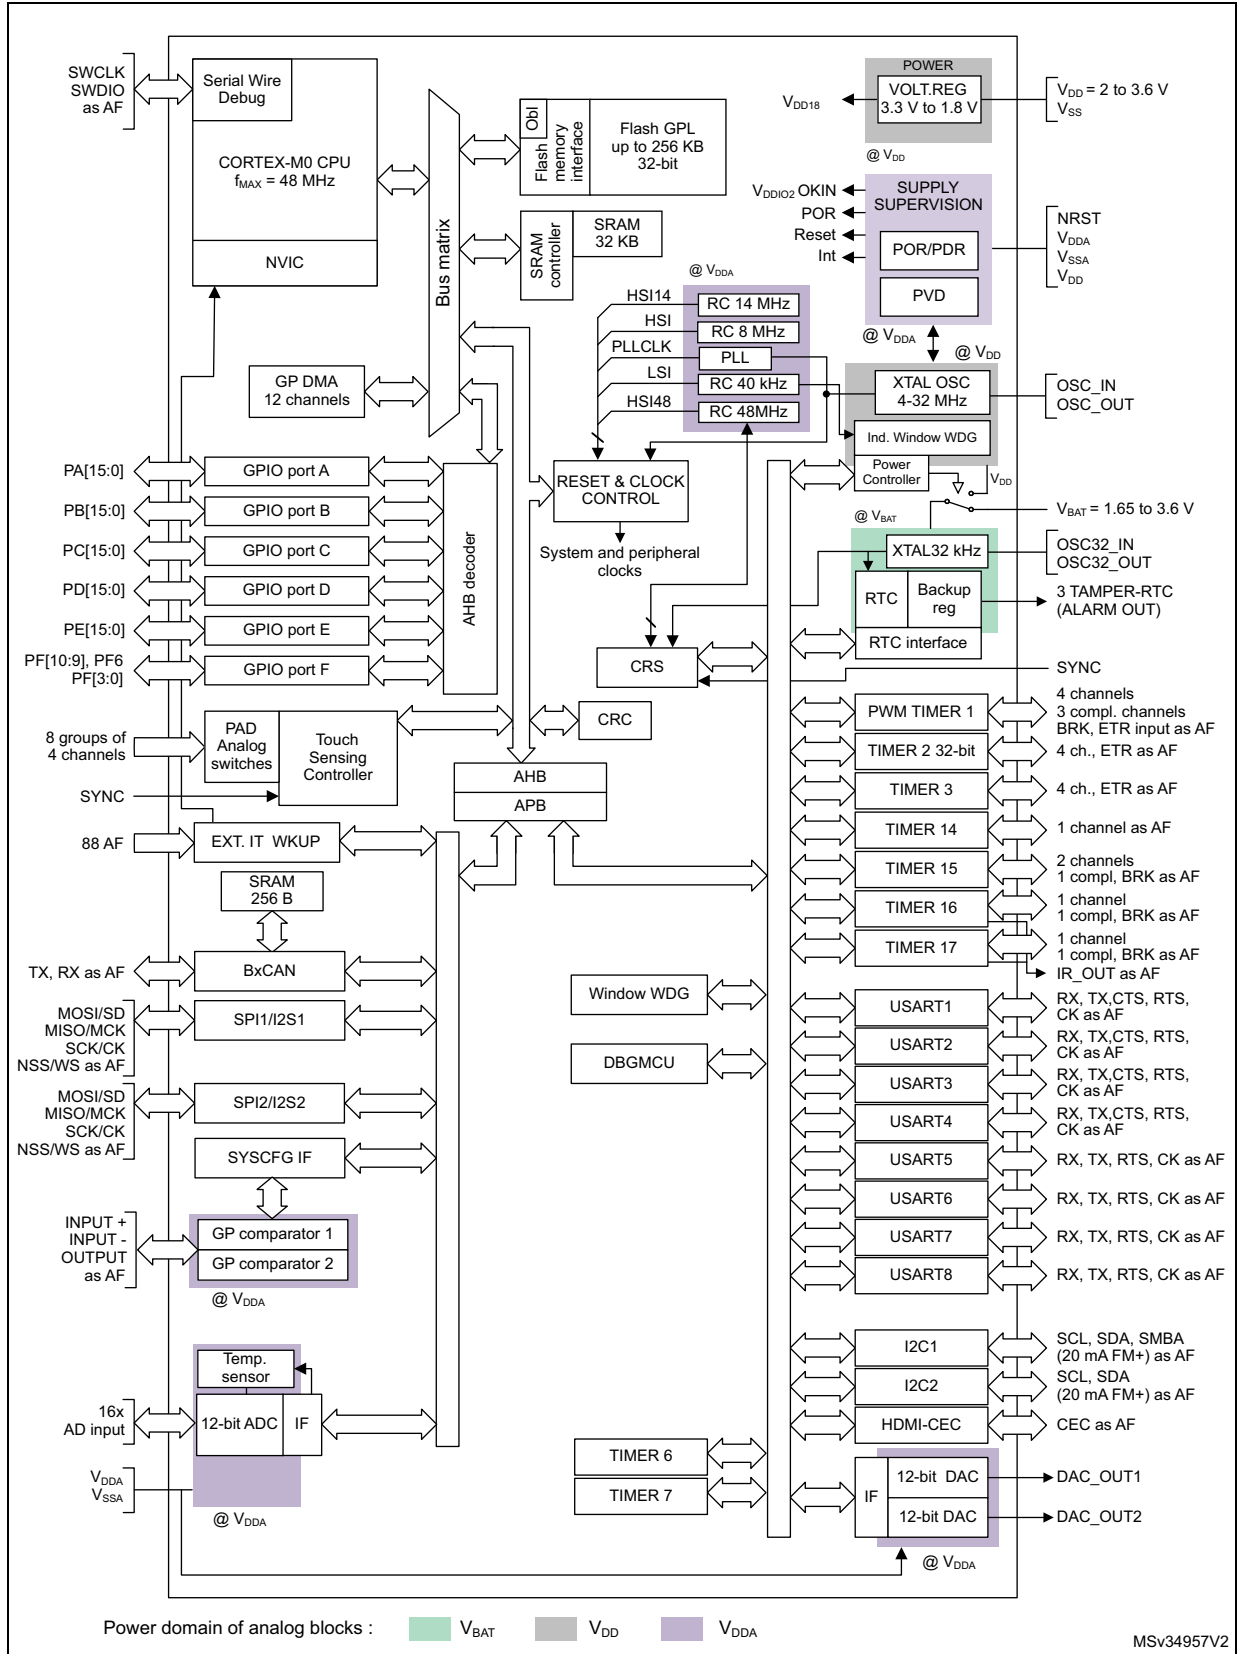 SWCLK
SWDIO
as AF
Serial Wire
Debug
CORTEX-M0 CPU
fMAX = 48 MHz
NVIC
Bus matrix
Obl
Flash
memory
interface
Flash GPL
up to 256 KB
32-bit
SRAM
controller
SRAM
32 KB
POWER
VOLT.REG
3.3 V to 1.8 V
VDD18
VDD = 2 to 3.6 V
VSS
@ VDD
VDDIO2 OKIN
POR
Reset
Int
SUPPLY
SUPERVISION
POR/PDR
PVD
NRST
VDDA
VSSA
VDD
@ VDDA
@ VDD
@ VDDA
HSI14
HSI
PLLCLK
LSI
HSI48
RC 14 MHz
RC 8 MHz
PLL
RC 40 kHz
RC 48MHz
XTAL OSC
4-32 MHz
OSC_IN
OSC_OUT
Ind. Window WDG
Power
Controller
VDD
VBAT = 1.65 to 3.6 V
@ VBAT
GP DMA
12 channels
RESET & CLOCK
CONTROL
System and peripheral
clocks
XTAL32 kHz
OSC32_IN
OSC32_OUT
RTC
Backup
reg
RTC interface
3 TAMPER-RTC
(ALARM OUT)
PA[15:0]
GPIO port A
PB[15:0]
GPIO port B
PC[15:0]
GPIO port C
PD[15:0]
GPIO port D
PE[15:0]
GPIO port E
PF[10:9], PF6
PF[3:0]
GPIO port F
AHB decoder
CRS
SYNC
8 groups of
4 channels
PAD
Analog
switches
Touch
Sensing
Controller
SYNC
CRC
AHB
APB
88 AF
EXT. IT WKUP
SRAM
256 B
TX, RX as AF
BxCAN
MOSI/SD
MISO/MCK
SCK/CK
NSS/WS as AF
SPI1/I2S1
MOSI/SD
MISO/MCK
SCK/CK
NSS/WS as AF
SPI2/I2S2
SYSCFG IF
INPUT +
INPUT -
OUTPUT
as AF
GP comparator 1
GP comparator 2
@ VDDA
Temp.
sensor
16x
AD input
12-bit ADC
IF
VDDA
VSSA
@ VDDA
Window WDG
DBGMCU
TIMER 6
TIMER 7
PWM TIMER 1
4 channels
3 compl. channels
BRK, ETR input as AF
TIMER 2 32-bit
4 ch., ETR as AF
TIMER 3
4 ch., ETR as AF
TIMER 14
1 channel as AF
TIMER 15
2 channels
1 compl, BRK as AF
TIMER 16
1 channel
1 compl, BRK as AF
TIMER 17
1 channel
1 compl, BRK as AF
IR_OUT as AF
USART1
RX, TX,CTS, RTS,
CK as AF
USART2
RX, TX,CTS, RTS,
CK as AF
USART3
RX, TX,CTS, RTS,
CK as AF
USART4
RX, TX,CTS, RTS,
CK as AF
USART5
RX, TX, RTS, CK as AF
USART6
RX, TX, RTS, CK as AF
USART7
RX, TX, RTS, CK as AF
USART8
RX, TX, RTS, CK as AF
I2C1
SCL, SDA, SMBA
(20 mA FM+) as AF
I2C2
SCL, SDA
(20 mA FM+) as AF
HDMI-CEC
CEC as AF
IF
12-bit DAC
DAC_OUT1
12-bit DAC
DAC_OUT2
@ VDDA
Power domain of analog blocks :
VBAT
VDD
VDDA
MSv34957V2